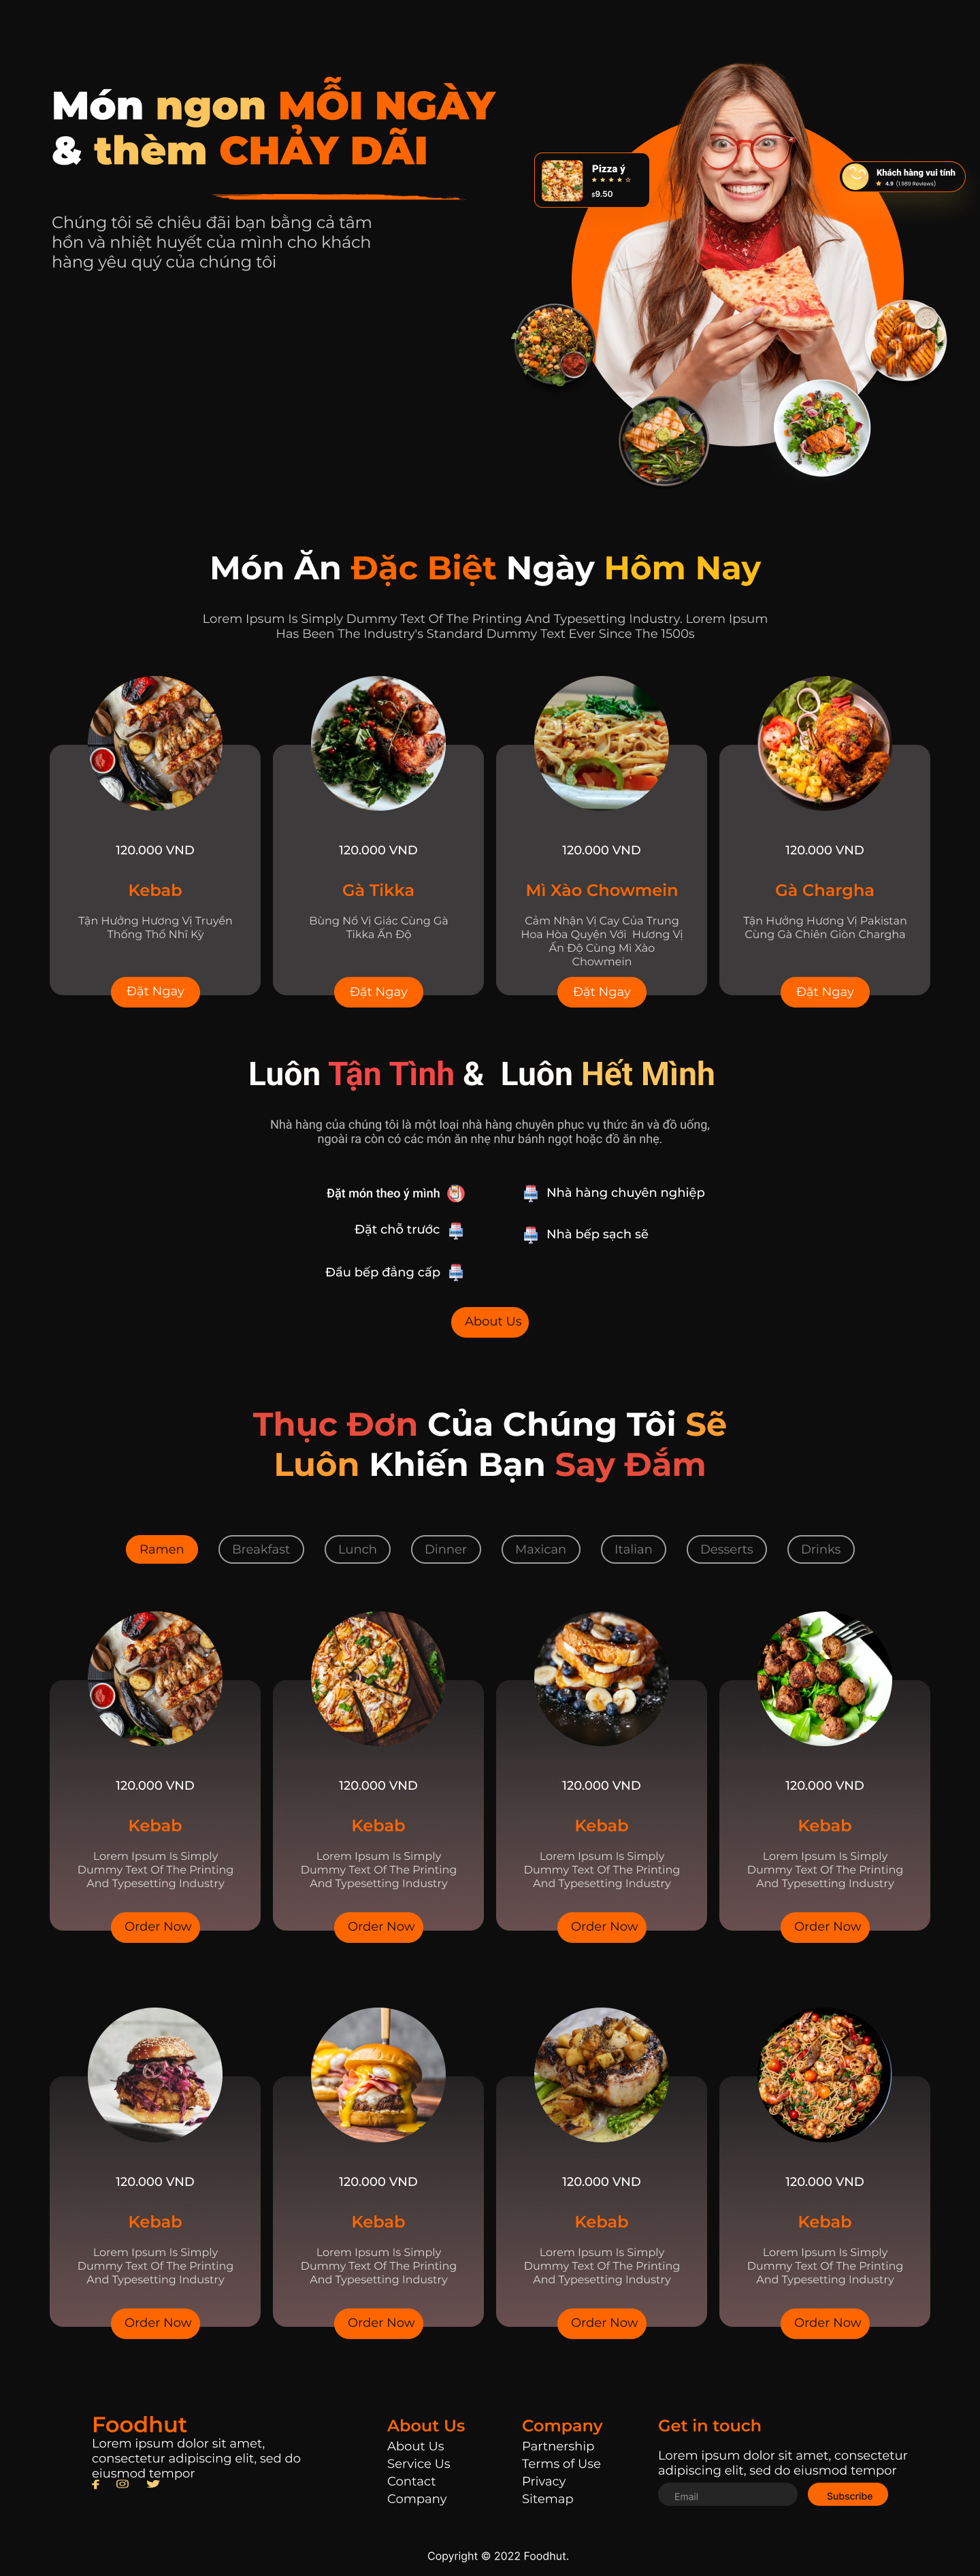 Món ngon MỖI NGÀY
& thèm CHẢY DÃI
Chúng tôi sẽ chiêu đãi bạn bằng cả tâm
hồn và nhiệt huyết của mình cho khách
hàng yêu quý của chúng tôi
Pizza ý
$9.50
Khách hàng vui tính
4.9 (1.989 Reviews)
Món Ăn Đặc Biệt Ngày Hôm Nay
Lorem Ipsum Is Simply Dummy Text Of The Printing And Typesetting Industry. Lorem Ipsum
Has Been The Industry's Standard Dummy Text Ever Since The 1500s
120.000 VND
Kebab
Tận Hưởng Hương Vị Truyền
Thống Thổ Nhĩ Kỳ
Đặt Ngay
120.000 VND
Gà Tikka
Bùng Nổ Vị Giác Cùng Gà
Tikka Ấn Độ
Đặt Ngay
120.000 VND
Mì Xào Chowmein
Cảm Nhận Vị Cay Của Trung
Hoa Hòa Quyện Với Hương Vị
Ấn Độ Cùng Mì Xào
Chowmein
Đặt Ngay
120.000 VND
Gà Chargha
Tận Hưởng Hương Vị Pakistan
Cùng Gà Chiên Giòn Chargha
Đặt Ngay
Luôn Tận Tình & Luôn Hết Mình
Nhà hàng của chúng tôi là một loại nhà hàng chuyên phục vụ thức ăn và đồ uống,
ngoài ra còn có các món ăn nhẹ như bánh ngọt hoặc đồ ăn nhẹ.
Đặt món theo ý mình
Đặt chỗ trước
Đầu bếp đẳng cấp
Nhà hàng chuyên nghiệp
Nhà bếp sạch sẽ
About Us
Thục Đơn Của Chúng Tôi Sẽ
Luôn Khiến Bạn Say Đắm
Ramen
Breakfast
Lunch
Dinner
Maxican
Italian
Desserts
Drinks
120.000 VND
Kebab
Lorem Ipsum Is Simply
Dummy Text Of The Printing
And Typesetting Industry
Order Now
120.000 VND
Kebab
Lorem Ipsum Is Simply
Dummy Text Of The Printing
And Typesetting Industry
Order Now
120.000 VND
Kebab
Lorem Ipsum Is Simply
Dummy Text Of The Printing
And Typesetting Industry
Order Now
120.000 VND
Kebab
Lorem Ipsum Is Simply
Dummy Text Of The Printing
And Typesetting Industry
Order Now
120.000 VND
Kebab
Lorem Ipsum Is Simply
Dummy Text Of The Printing
And Typesetting Industry
Order Now
120.000 VND
Kebab
Lorem Ipsum Is Simply
Dummy Text Of The Printing
And Typesetting Industry
Order Now
120.000 VND
Kebab
Lorem Ipsum Is Simply
Dummy Text Of The Printing
And Typesetting Industry
Order Now
120.000 VND
Kebab
Lorem Ipsum Is Simply
Dummy Text Of The Printing
And Typesetting Industry
Order Now
Foodhut
Lorem ipsum dolor sit amet,
consectetur adipiscing elit, sed do
eiusmod tempor
About Us
About Us
Service Us
Contact
Company
Company
Partnership
Terms of Use
Privacy
Sitemap
Get in touch
Lorem ipsum dolor sit amet, consectetur
adipiscing elit, sed do eiusmod tempor
Email
Subscribe
Copyright © 2022 Foodhut.